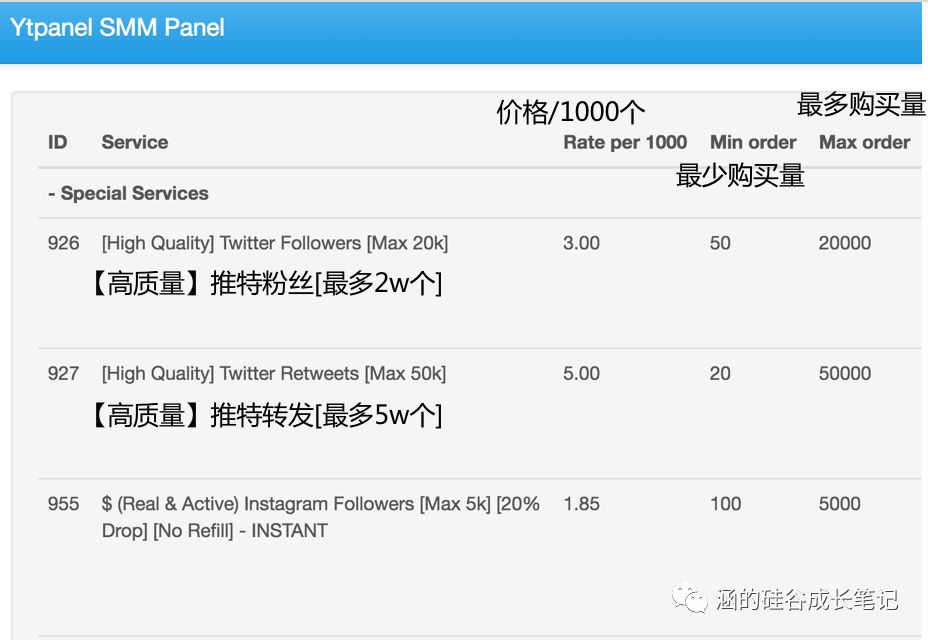 Ytpanel SMM Panel
价格/1000个
最多购买量
ID Service Rate per 1000 Min order Max order
最少购买量
- Special Services
926 [High Quality] Twitter Followers [Max 20k] 3.00 50 20000
【高质量】推特粉丝[最多2w个]
927 [High Quality] Twitter Retweets [Max 50k] 5.00 20 50000
【高质量】推特转发[最多5w个]
955 $ (Real & Active) Instagram Followers [Max 5k] [20% 1.85 100 5000
Drop] [No Refill] - INSTANT
涵的硅谷成长笔记